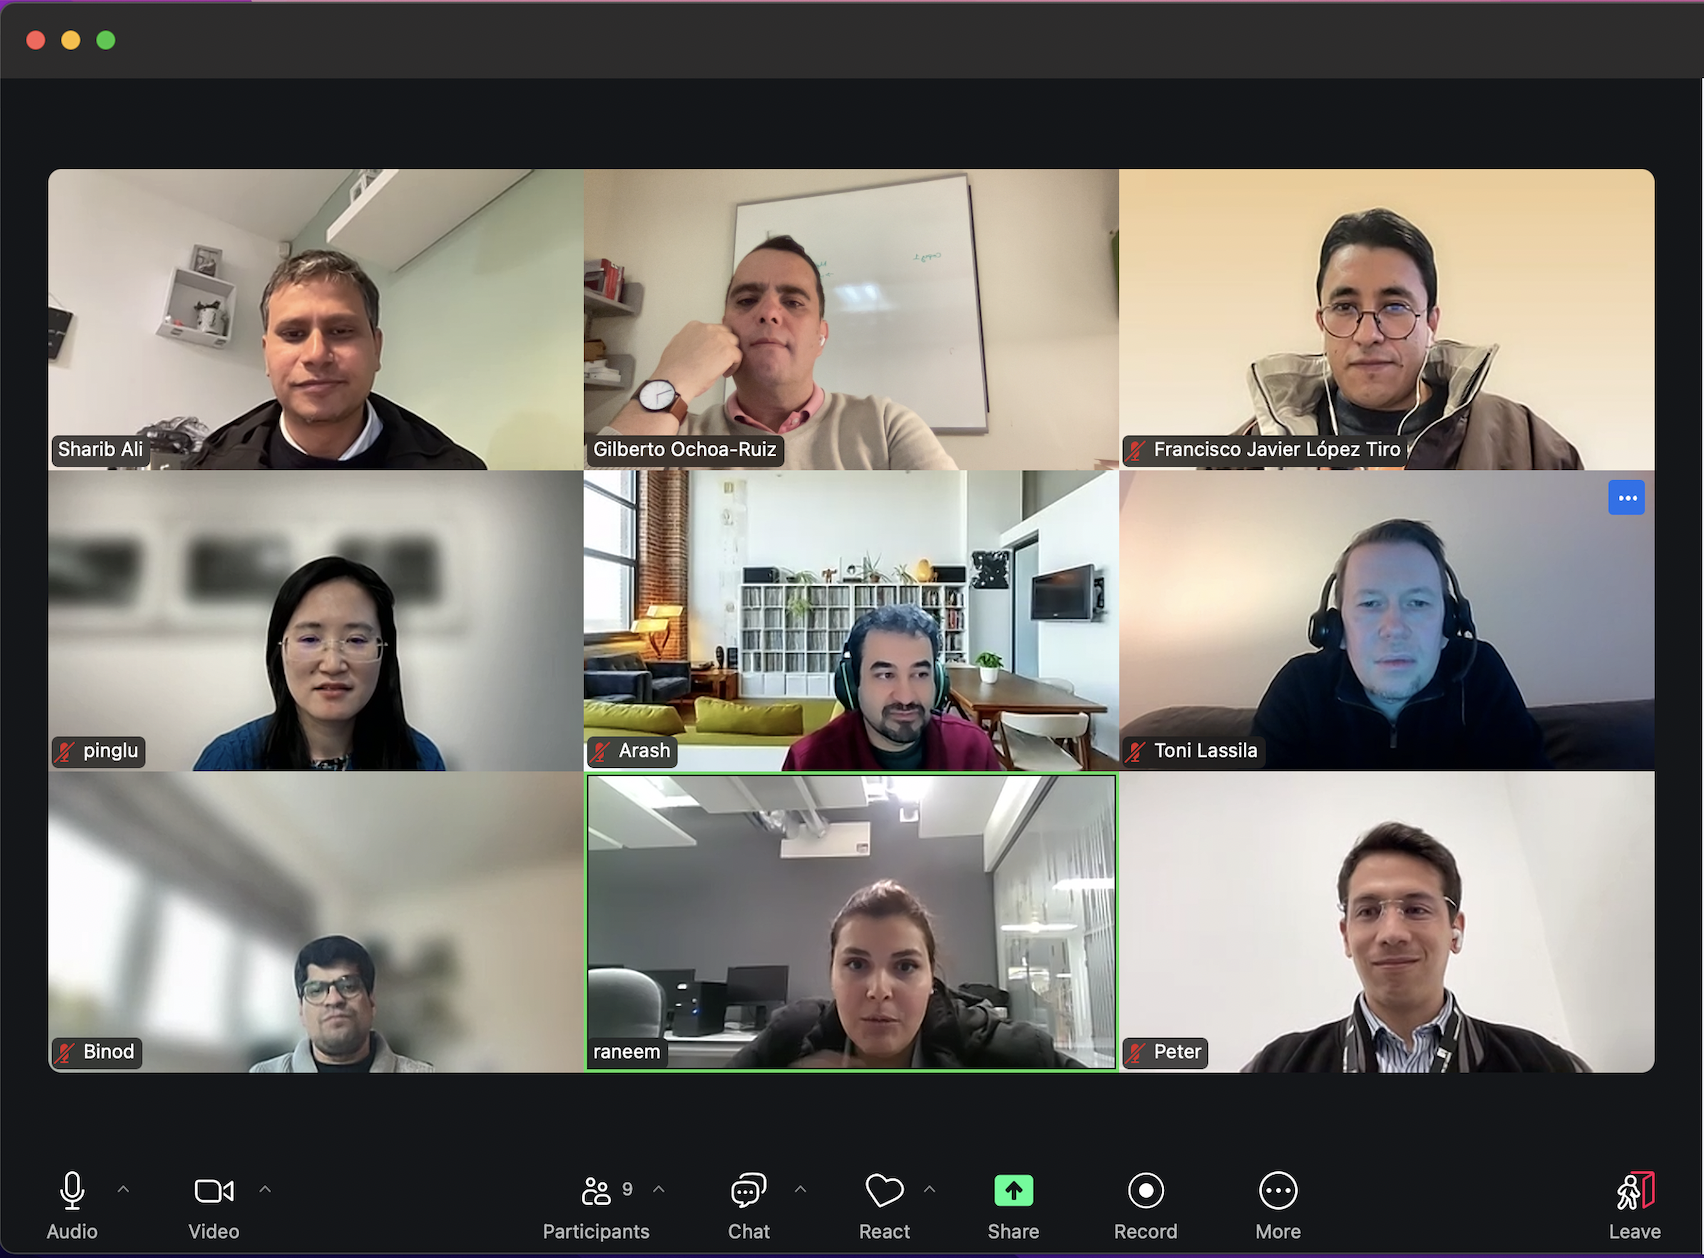 Sharib Ali
Gilberto Ochoa-Ruiz
Francisco Javier López Tiro
pinglu
Arash
Toni Lassila
Binod
raneem
Peter
9
Audio
Video
Participants
Chat
React
Share
Record
More
Leave